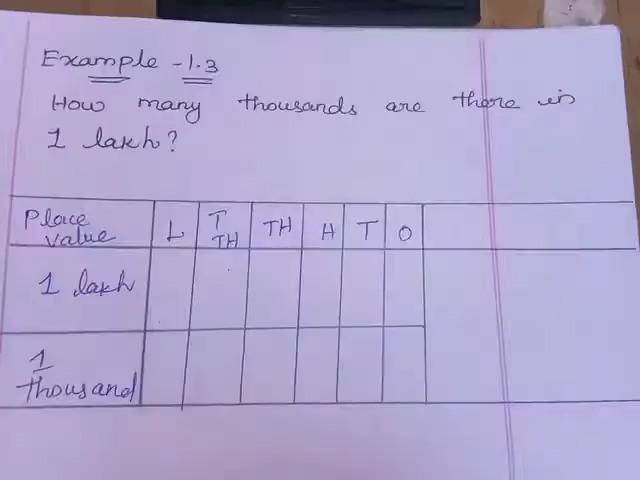 Example - 1.3
How many thousands are there in
1 lakh?
Place value L T TH TH H T O
1 lakh
1 thousand